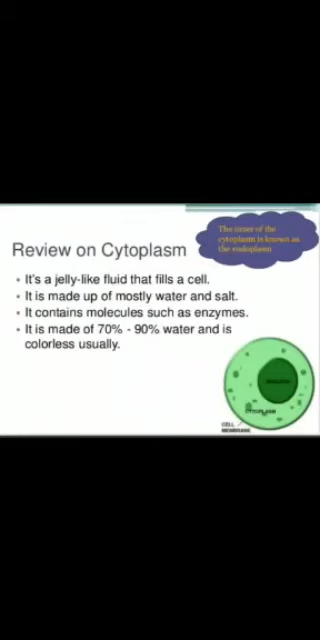 The inner of the
cytoplasm is known as
the endoplasm
Review on Cytoplasm
• It's a jelly-like fluid that fills a cell.
• It is made up of mostly water and salt.
• It contains molecules such as enzymes.
• It is made of 70% - 90% water and is
colorless usually.
CYTOPLASM
CELL
MEMBRANE